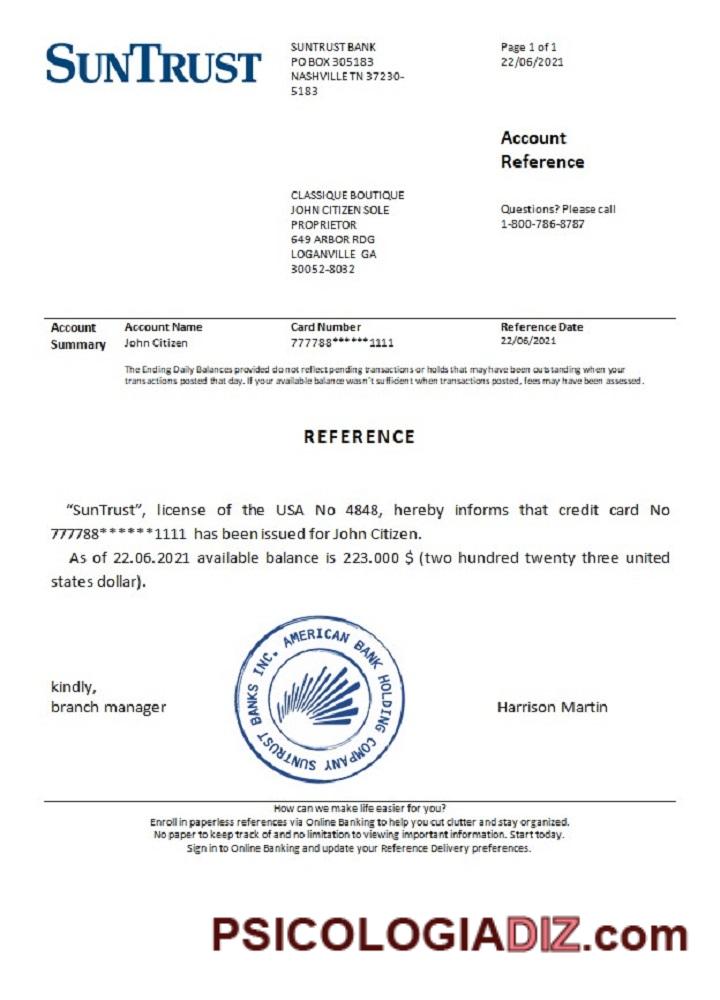 SUNTRUST
SUNTRUST BANK
PO BOX 305183
NASHVILLE TN 37230-
5183
Page 1 of 1
22/06/2021
Account
Reference
CLASSIQUE BOUTIQUE
JOHN CITIZEN SOLE
PROPRIETOR
649 ARBOR RDG
LOGANVILLE GA
30052-8032
Questions? Please call
1-800-786-8787
Account
Summary
Account Name
John Citizen
Card Number
777788******1111
Reference Date
22/06/2021
The Ending Daily Balances provided do not reflect pending transactions or holds that may have been outstanding when your
transactions posted that day. If your available balance wasn't sufficient when transactions posted, fees may have been assessed.
REFERENCE
“SunTrust”, license of the USA No 4848, hereby informs that credit card No
777788******1111 has been issued for John Citizen.
As of 22.06.2021 available balance is 223.000 $ (two hundred twenty three united
states dollar).
kindly,
branch manager
SUNTRUST BANKS INC. AMERICAN BANK HOLDING COMPANY
Harrison Martin
How can we make life easier for you?
Enroll in paperless references via Online Banking to help you cut clutter and stay organized.
No paper to keep track of and no limitation to viewing important information. Start today.
Sign in to Online Banking and update your Reference Delivery preferences.
PSICOLOGIADIZ.com